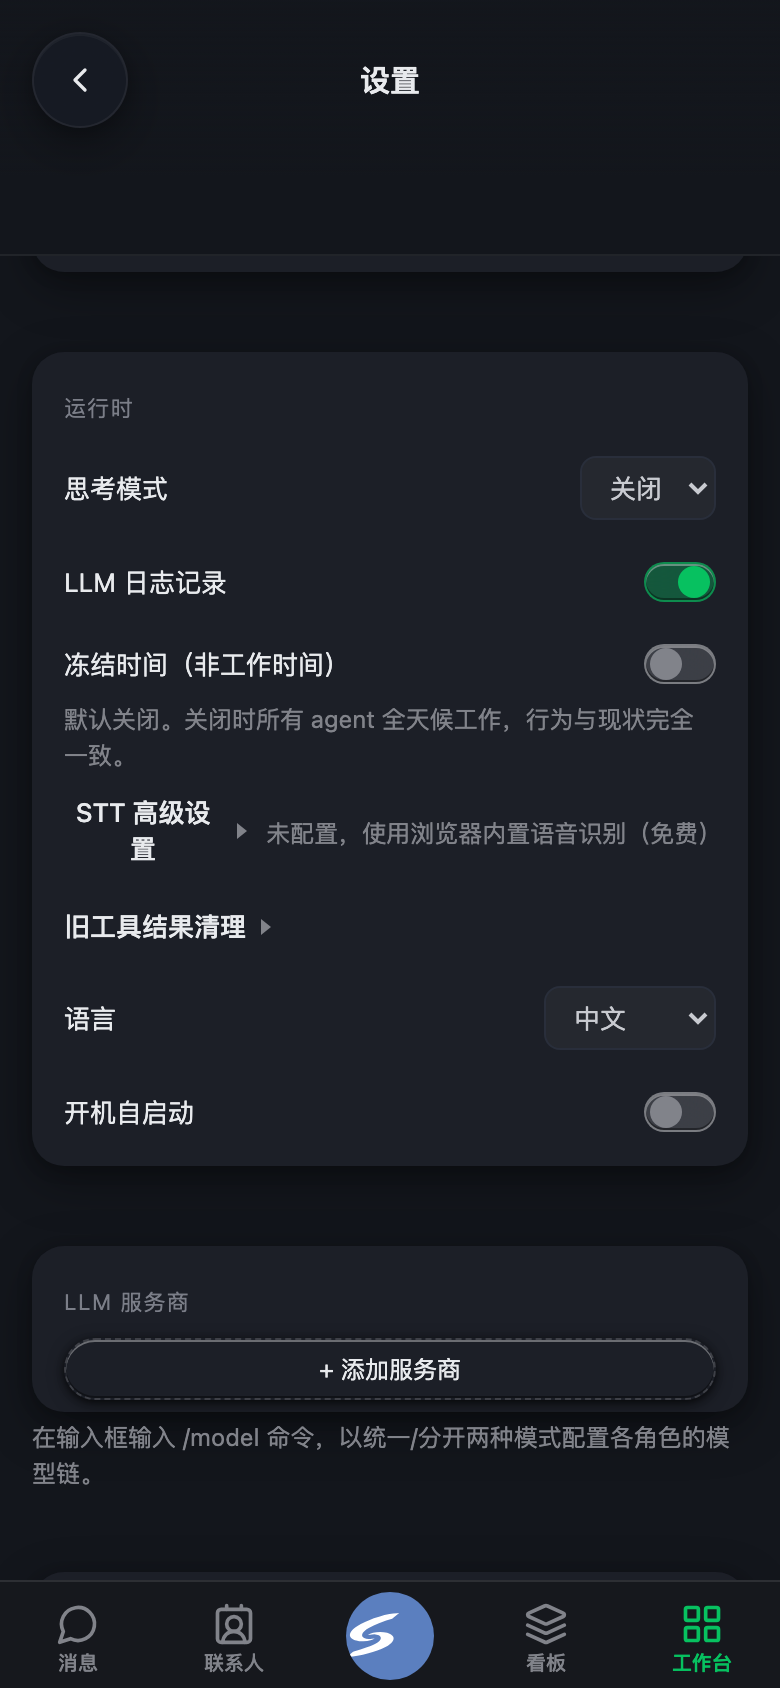 设置
运行时
思考模式
关闭
LLM 日志记录
冻结时间（非工作时间）
默认关闭。关闭时所有 agent 全天候工作，行为与现状完全
一致。
STT 高级设
置
未配置，使用浏览器内置语音识别（免费）
旧工具结果清理
语言
中文
开机自启动
LLM 服务商
+ 添加服务商
在输入框输入 /model 命令，以统一/分开两种模式配置各角色的模
型链。
消息
联系人
看板
工作台